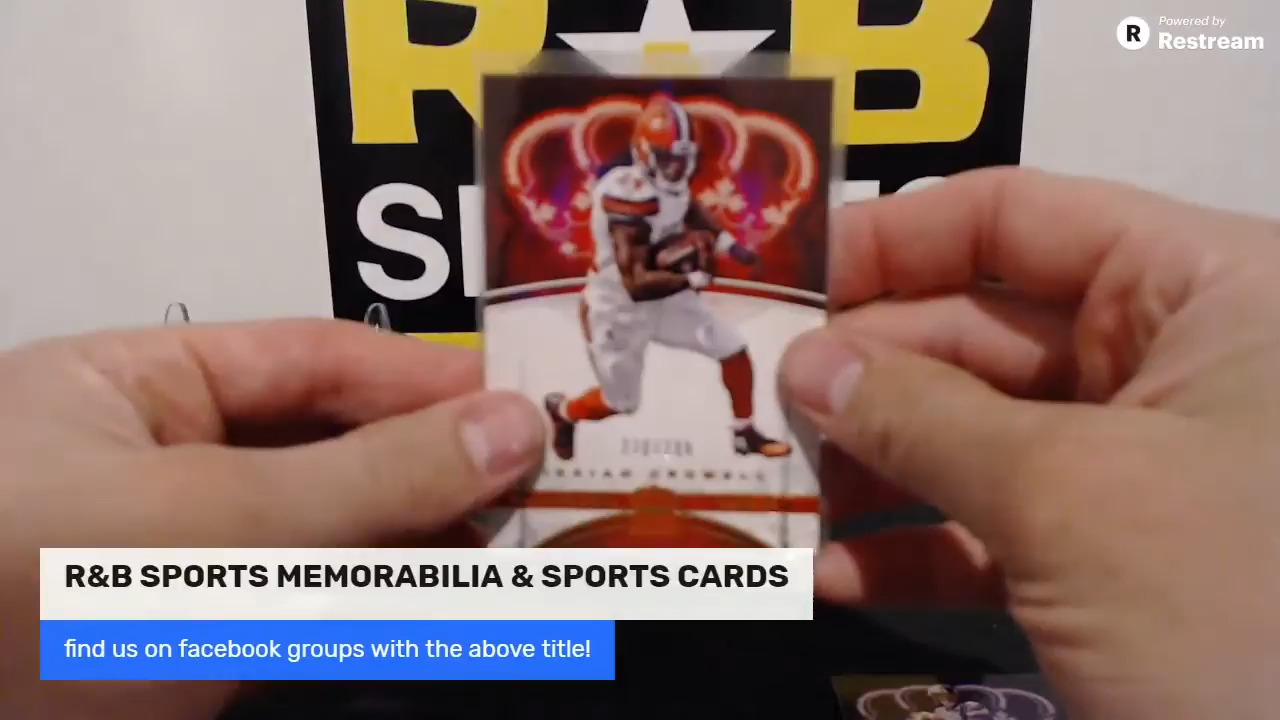 Powered by
R Restream
R B
R&B SPORTS MEMORABILIA & SPORTS CARDS
find us on facebook groups with the above title!